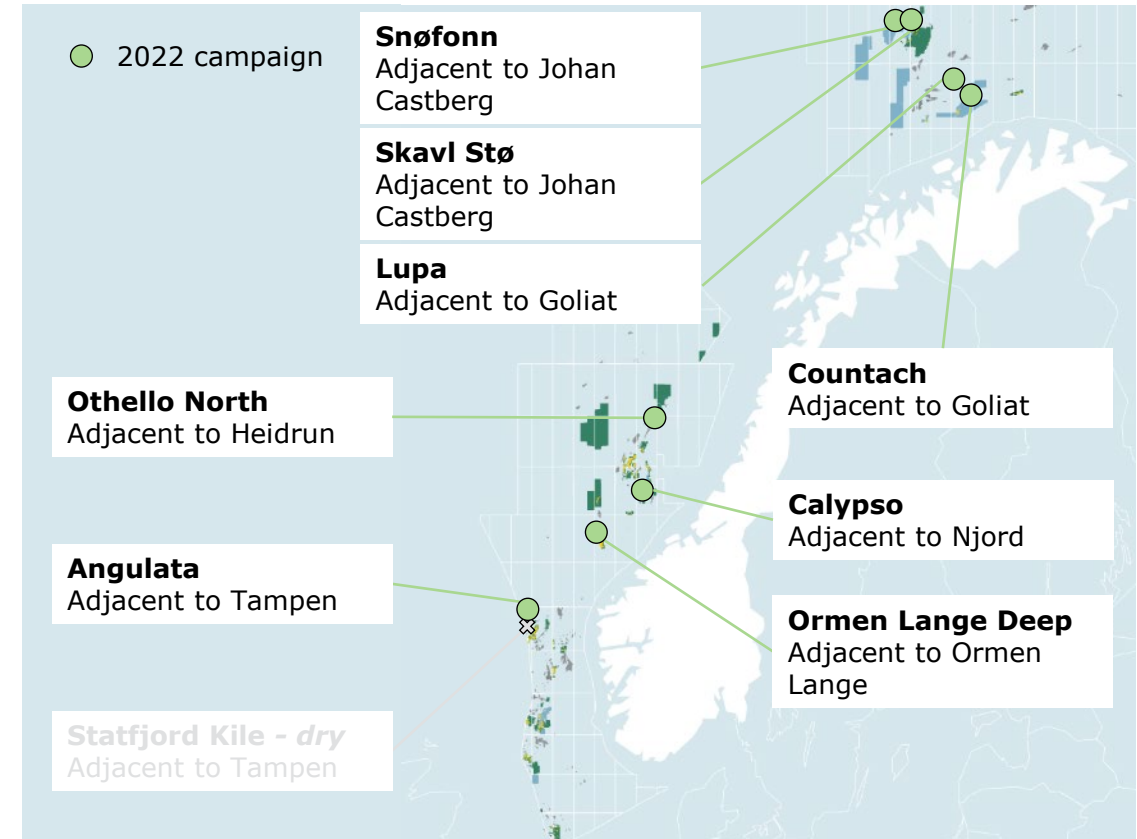 2022 campaign
Snøfonn
Adjacent to Johan
Castberg
Skavl Stø
Adjacent to Johan
Castberg
Lupa
Adjacent to Goliat
Countach
Adjacent to Goliat
Othello North
Adjacent to Heidrun
Calypso
Adjacent to Njord
Angulata
Adjacent to Tampen
Ormen Lange Deep
Adjacent to Ormen
Lange
Statfjord Kile - dry
Adjacent to Tampen